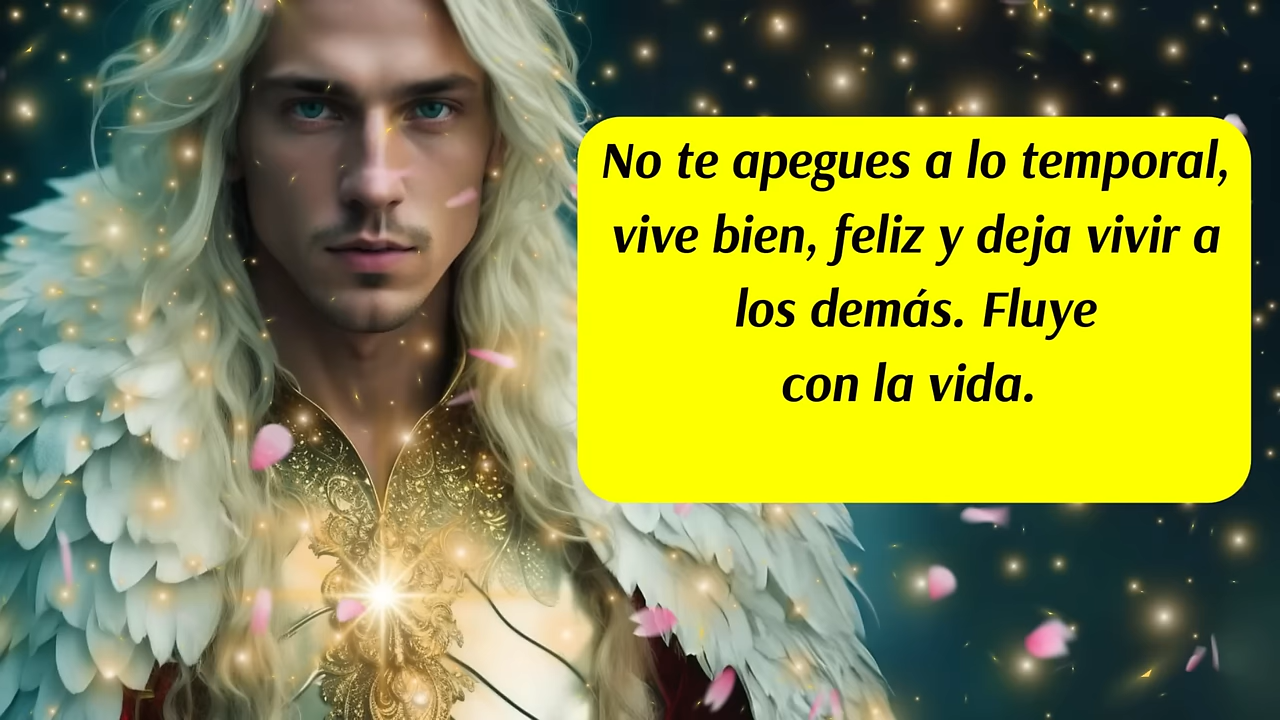 No te apegues a lo temporal,
vive bien, feliz y deja vivir a
los demás. Fluye
con la vida.